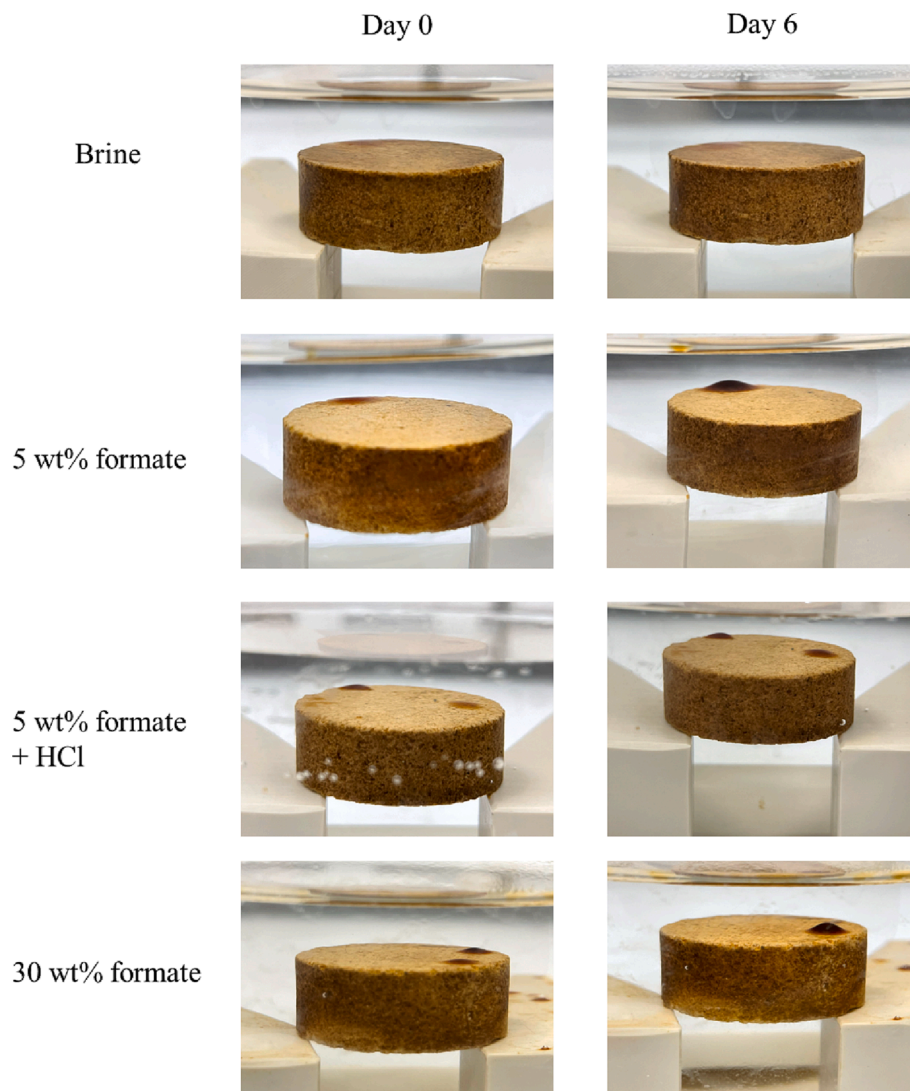 Day 0
Day 6
Brine
5 wt% formate
5 wt% formate
+ HCl
30 wt% formate